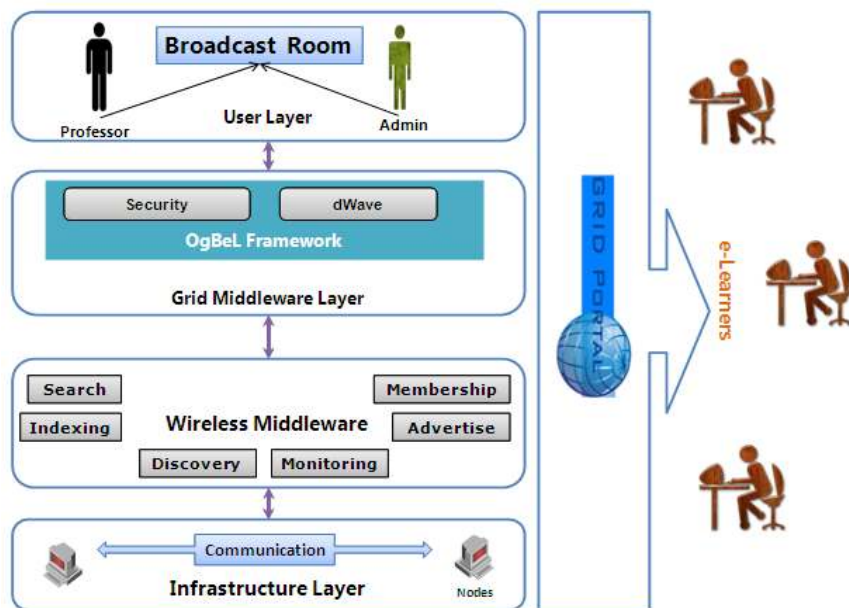 Broadcast Room
Professor
Admin
User Layer
Security
dWave
OgBeL Framework
Grid Middleware Layer
Search
Membership
Indexing
Wireless Middleware
Advertise
Discovery
Monitoring
Communication
Infrastructure Layer
Nodes
GRID PORTAL
e-Learners